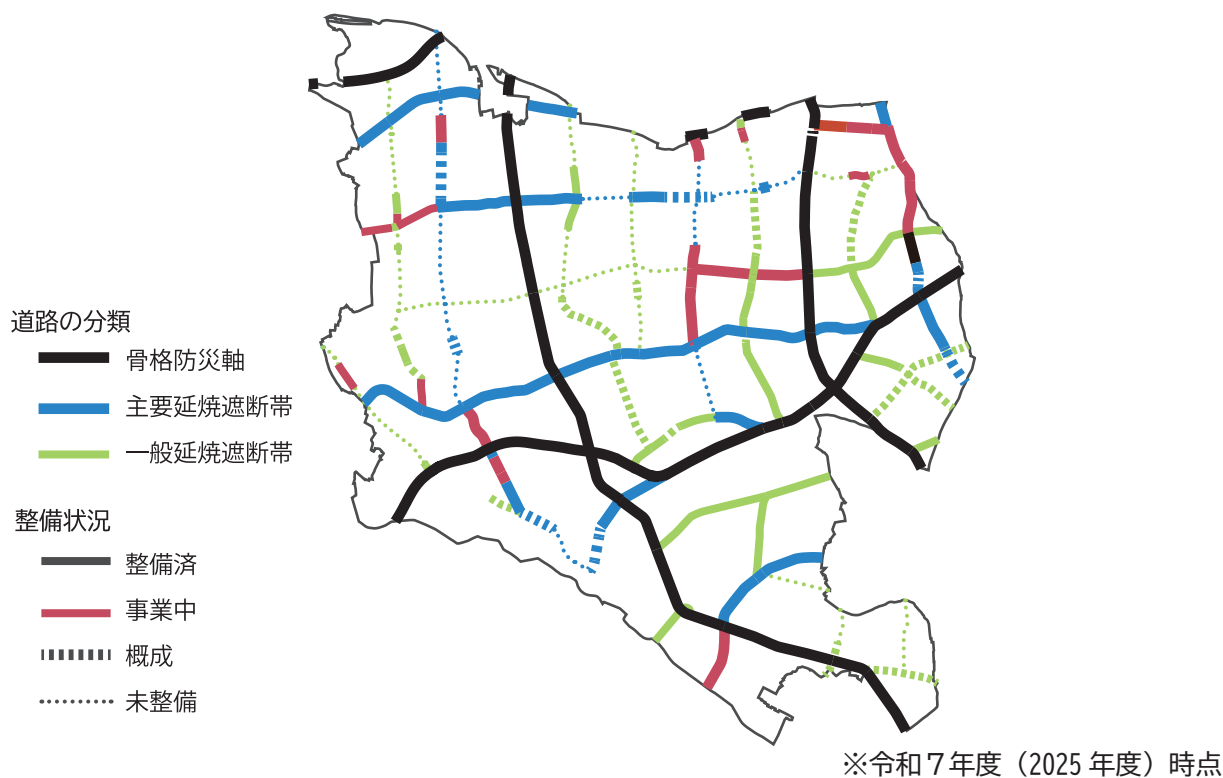 道路の分類
骨格防災軸
主要延焼遮断帯
一般延焼遮断帯
整備状況
整備済
事業中
概成
未整備
※令和７年度（2025 年度）時点